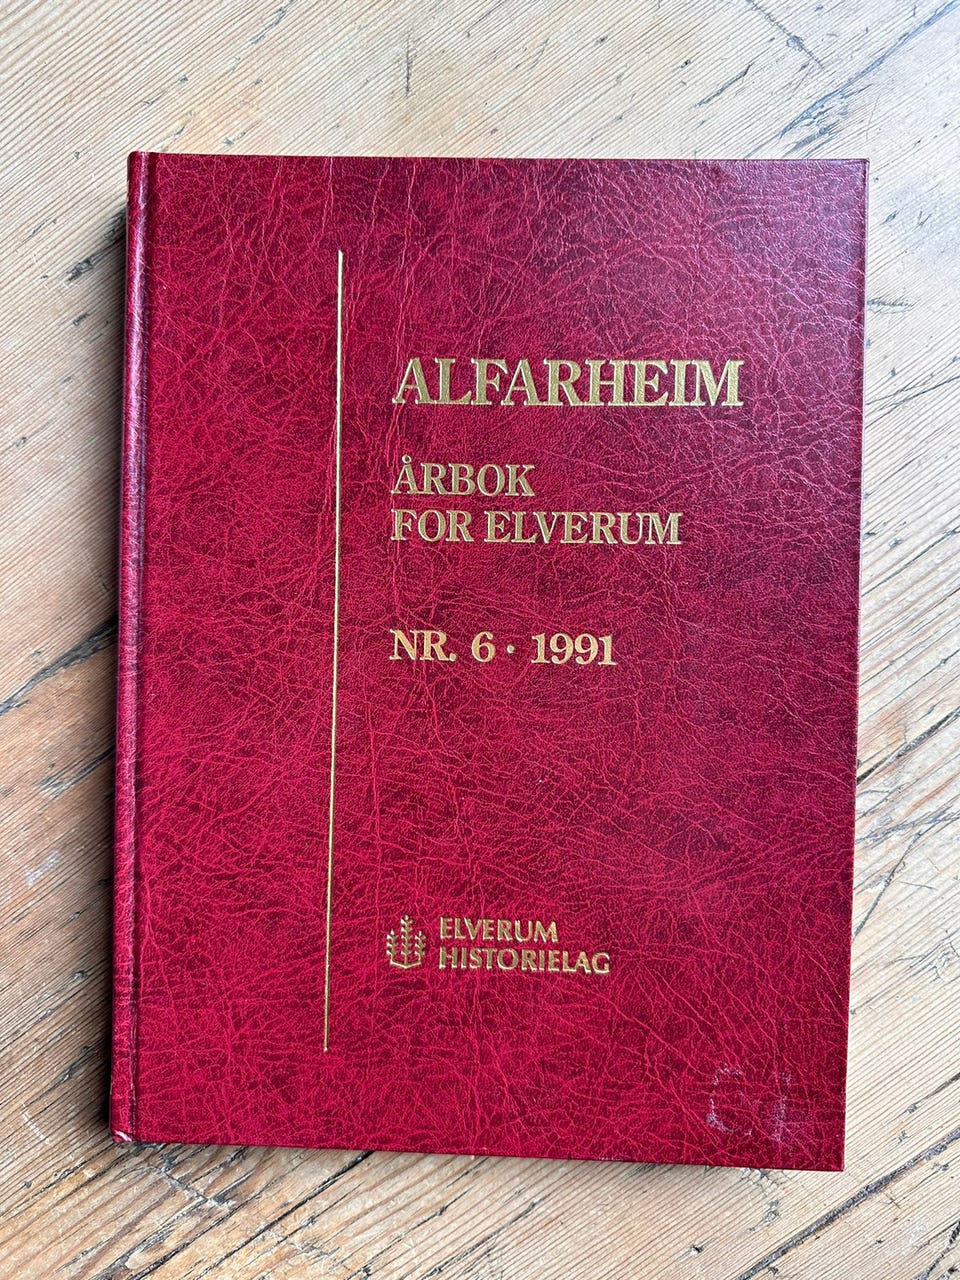 ALFARHEIM
ÅRBOK
FOR ELVERUM
NR. 6 · 1991
ELVERUM
HISTORIELAG